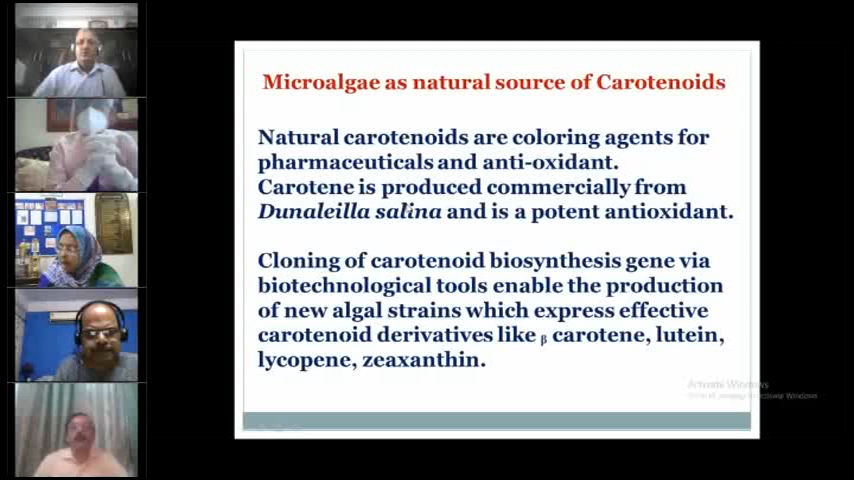 Microalgae as natural source of Carotenoids
Natural carotenoids are coloring agents for
pharmaceuticals and anti-oxidant.
Carotene is produced commercially from
Dunaleilla salina and is a potent antioxidant.
Cloning of carotenoid biosynthesis gene via
biotechnological tools enable the production
of new algal strains which express effective
carotenoid derivatives like β carotene, lutein,
lycopene, zeaxanthin.
Activate Windows